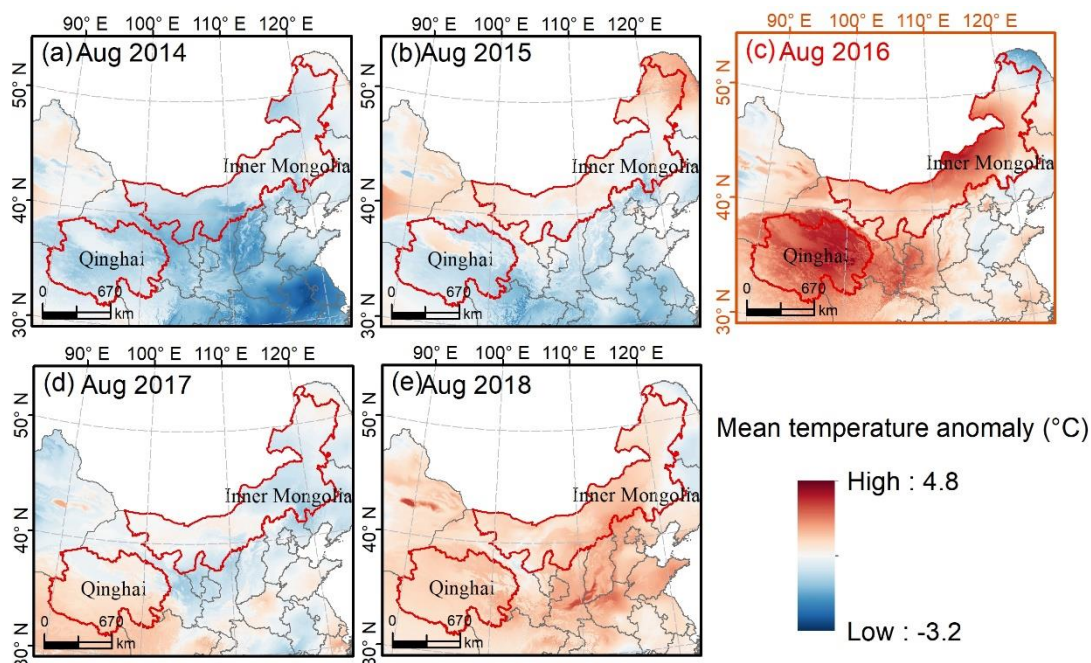 90° E 100° E 110° E 120° E
90° E 100° E 110° E 120° E
90° E 100° E 110° E 120° E
(a) Aug 2014
50° N
40° N
30° N
Inner Mongolia
Qinghai
0 670
km
(b) Aug 2015
50° N
40° N
30° N
Inner Mongolia
Qinghai
0 670
km
(c) Aug 2016
50° N
40° N
30° N
Inner Mongolia
Qinghai
0 670
km
90° E 100° E 110° E 120° E
90° E 100° E 110° E 120° E
(d) Aug 2017
50° N
40° N
30° N
Inner Mongolia
Qinghai
0 670
km
(e) Aug 2018
50° N
40° N
30° N
Inner Mongolia
Qinghai
0 670
km
Mean temperature anomaly (°C)
High : 4.8
Low : -3.2